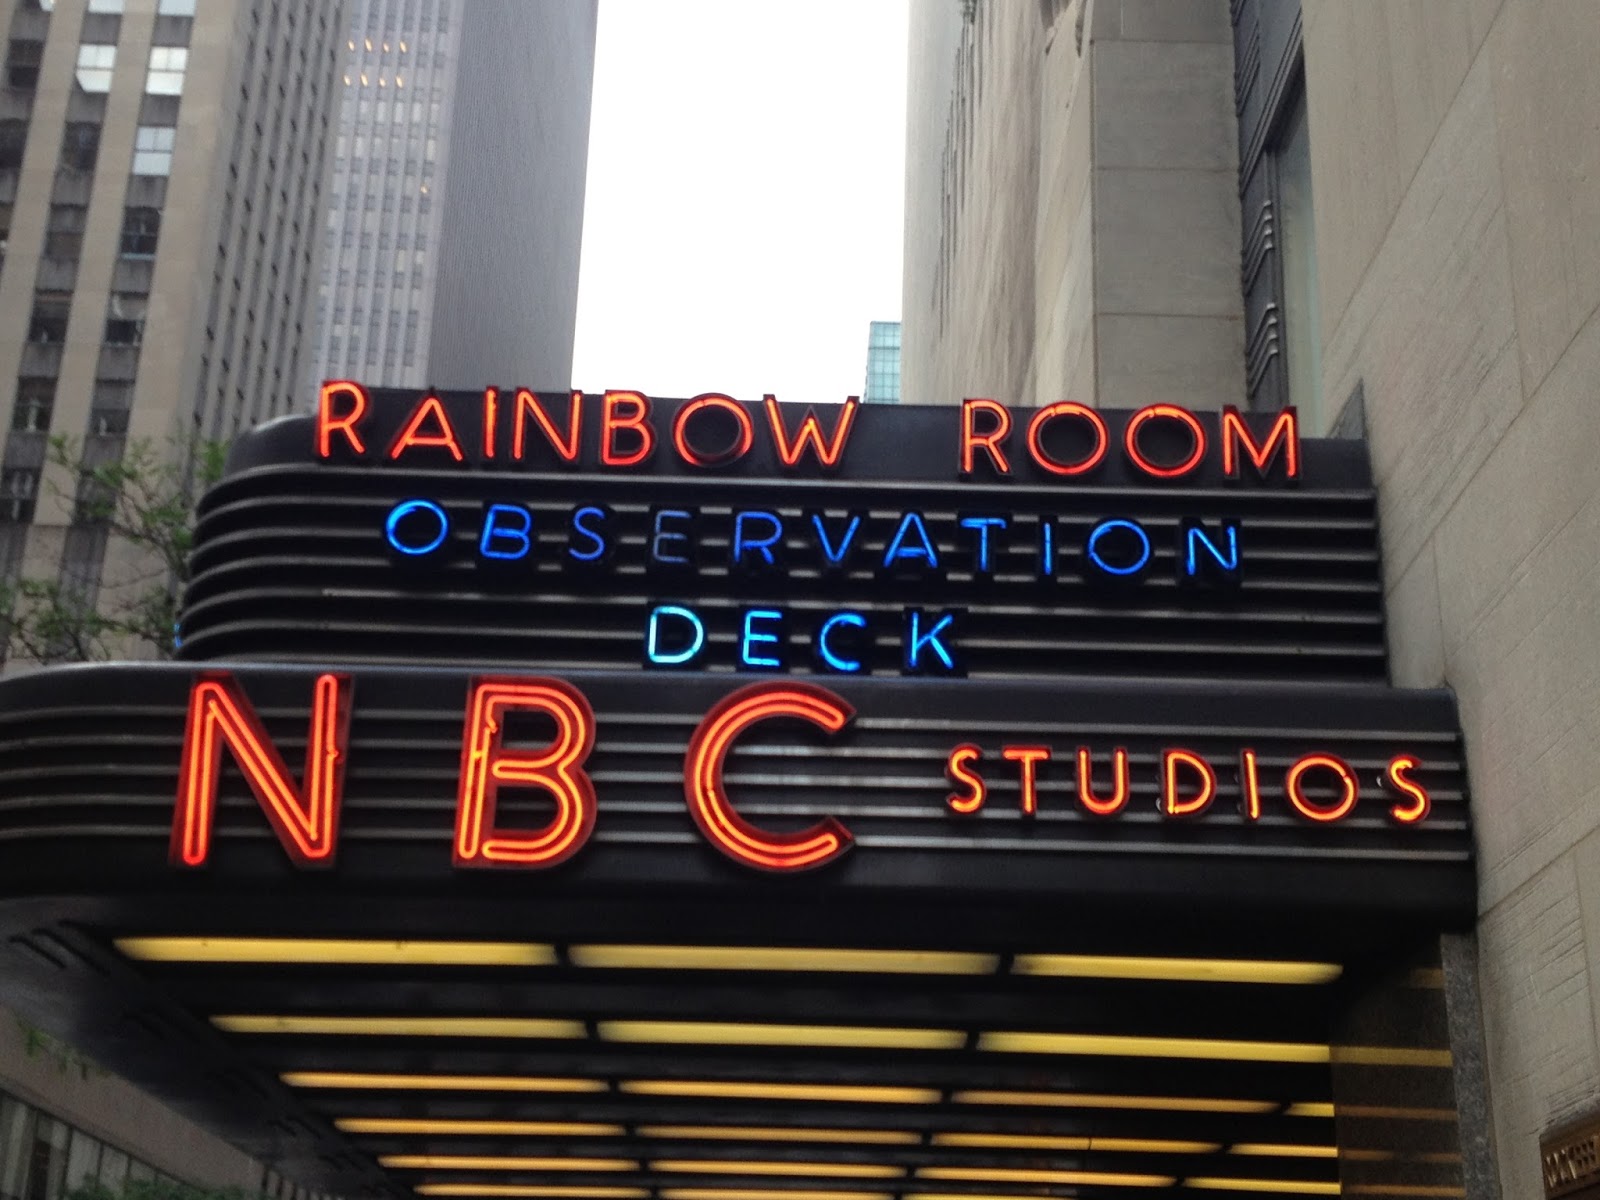 RAINBOW ROOM
OBSERVATION
DECK
NBC STUDIOS